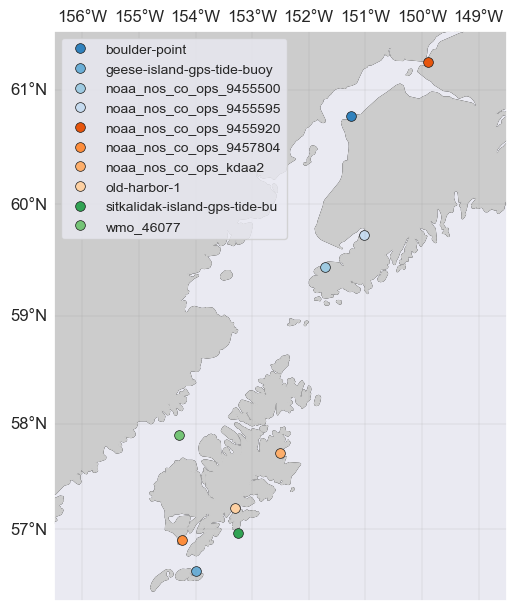 156°W 155°W 154°W 153°W 152°W 151°W 150°W 149°W
boulder-point
geese-island-gps-tide-buoy
noaa_nos_co_ops_9455500
noaa_nos_co_ops_9455595
noaa_nos_co_ops_9455920
noaa_nos_co_ops_9457804
noaa_nos_co_ops_kdaa2
old-harbor-1
sitkalidak-island-gps-tide-bu
wmo_46077
61°N
60°N
59°N
58°N
57°N